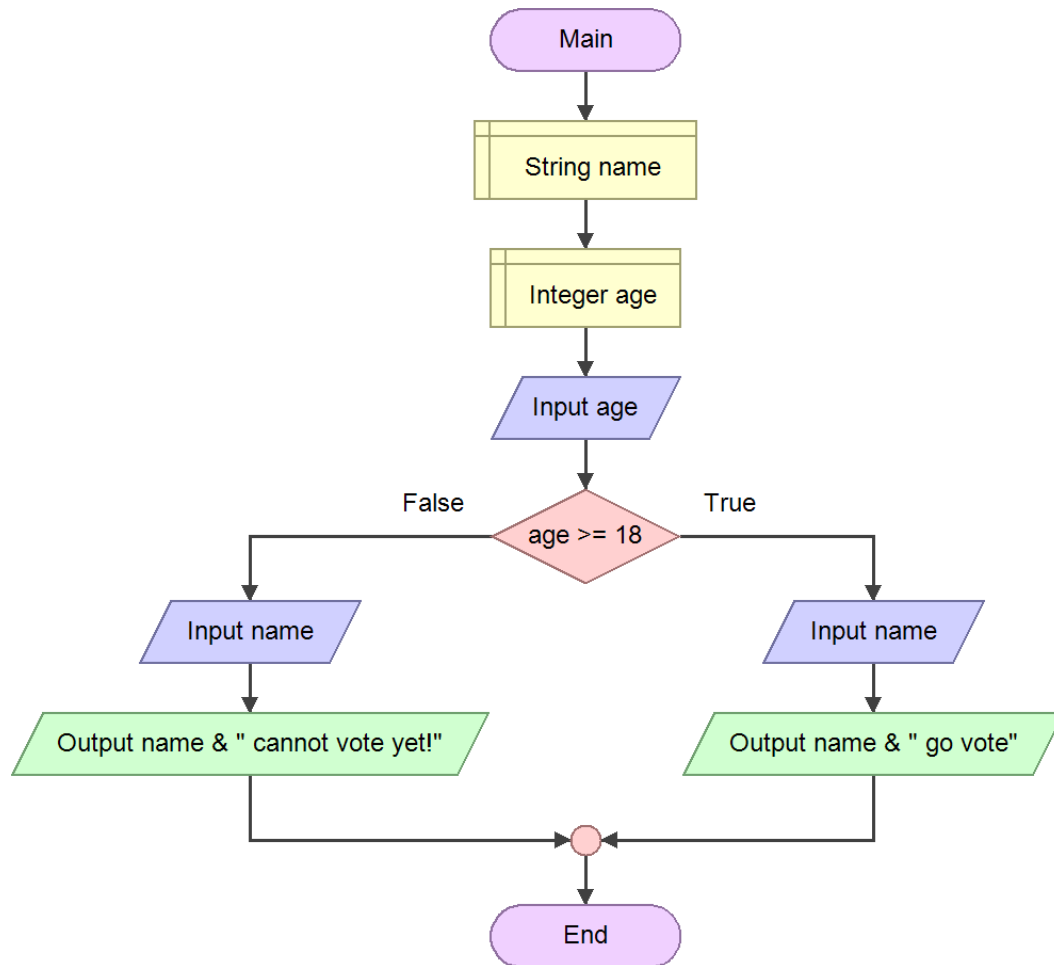 Main
String name
Integer age
Input age
False
True
age >= 18
Input name
Input name
Output name & " cannot vote yet!"
Output name & " go vote"
End